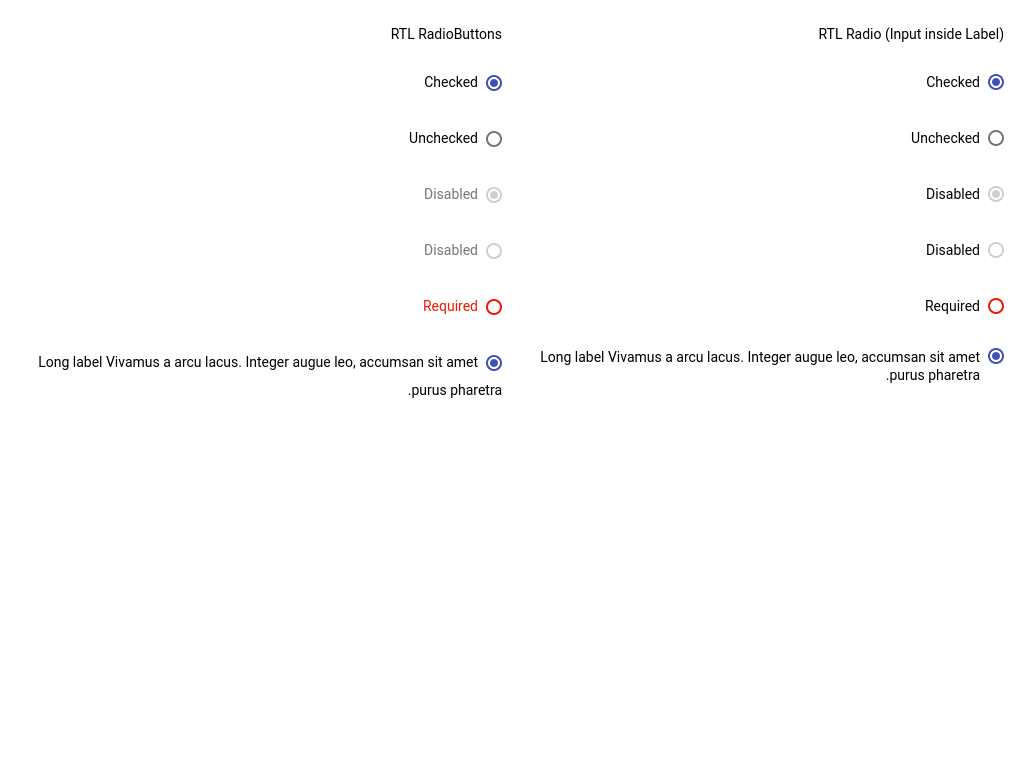 RTL RadioButtons
Checked
Unchecked
Disabled
Disabled
Required
Long label Vivamus a arcu lacus. Integer augue leo, accumsan sit amet
.purus pharetra
RTL Radio (Input inside Label)
Checked
Unchecked
Disabled
Disabled
Required
Long label Vivamus a arcu lacus. Integer augue leo, accumsan sit amet
.purus pharetra